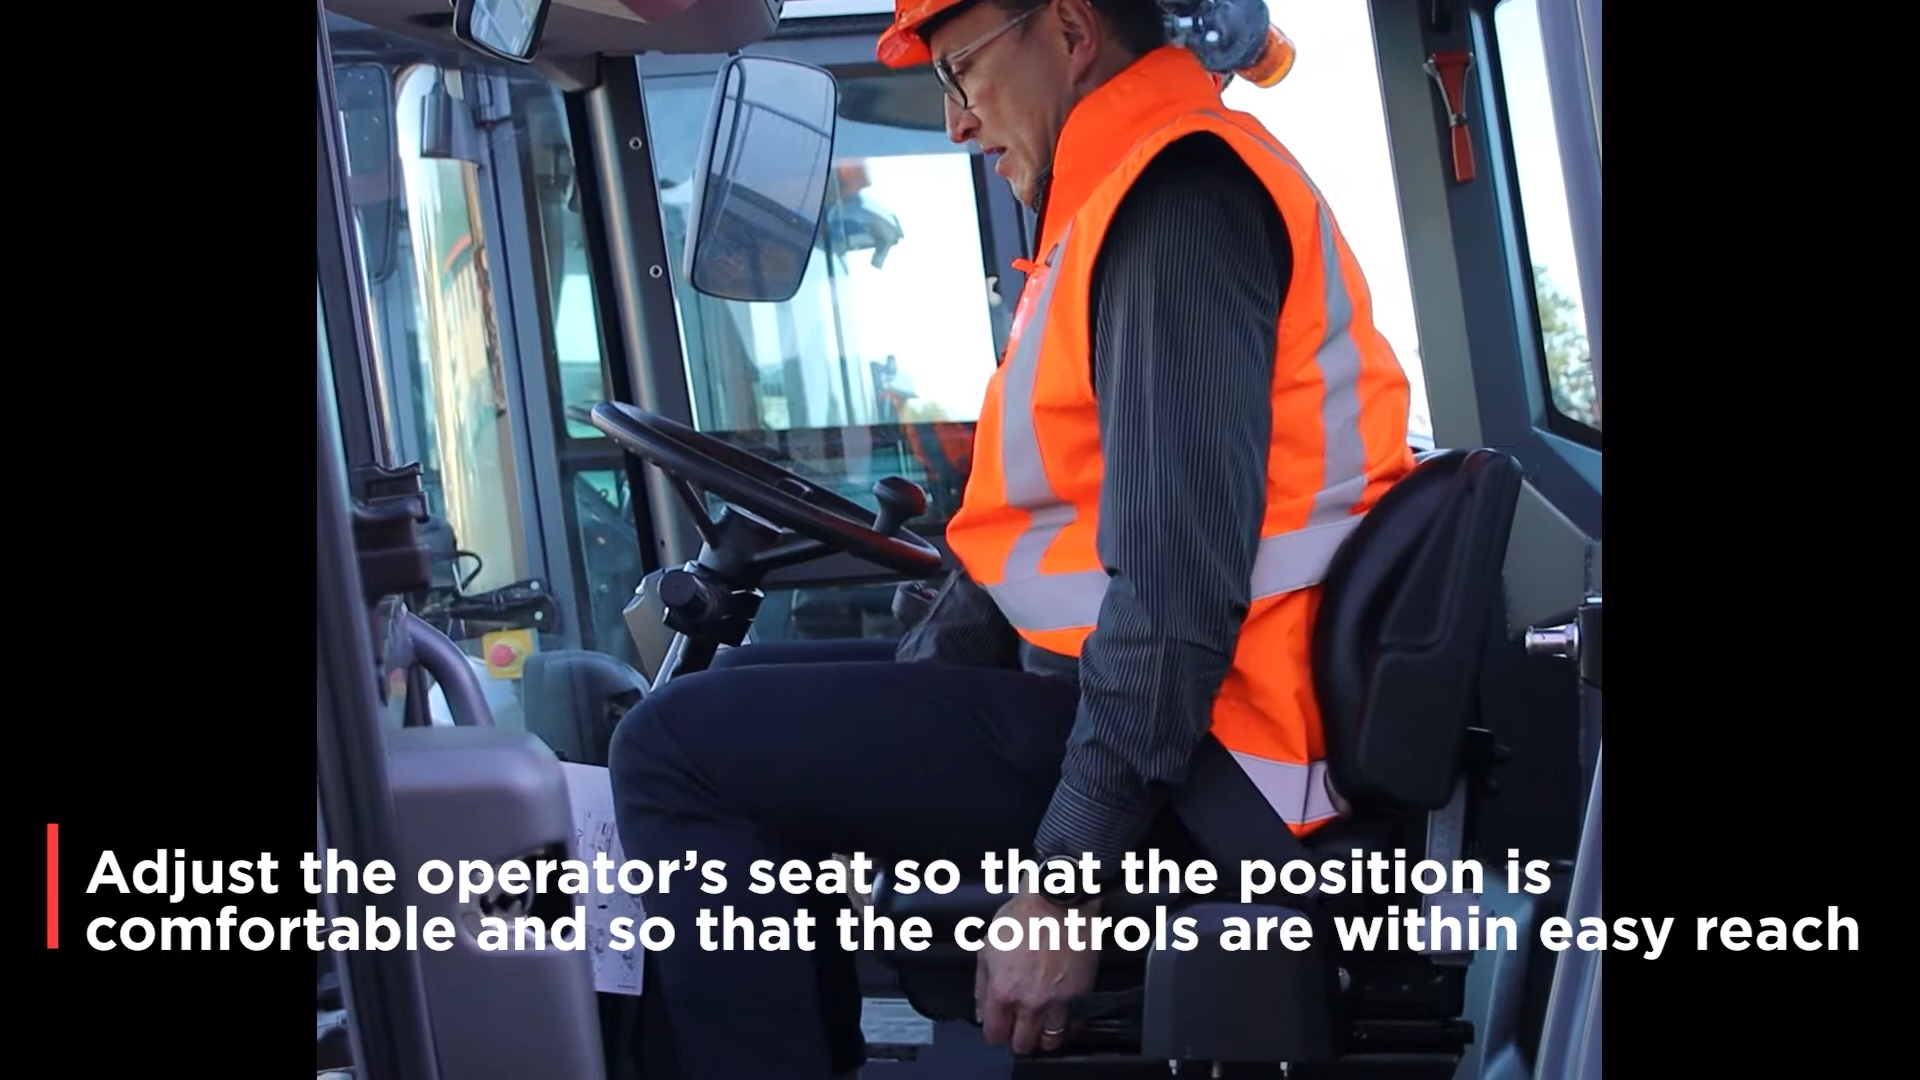 Adjust the operator’s seat so that the position is
comfortable and so that the controls are within easy reach